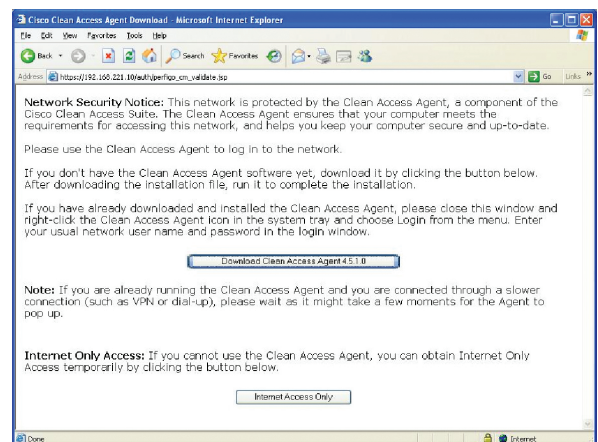 Cisco Clean Access Agent Download - Microsoft Internet Explorer
File Edit View Favorites Tools Help
Back Search Favorites
Address https://192.168.221.10/auth/perfigo_cm_validate.jsp Go Links »
Network Security Notice: This network is protected by the Clean Access Agent, a component of the
Cisco Clean Access Suite. The Clean Access Agent ensures that your computer meets the
requirements for accessing this network, and helps you keep your computer secure and up-to-date.
Please use the Clean Access Agent to log in to the network.
If you don't have the Clean Access Agent software yet, download it by clicking the button below.
After downloading the installation file, run it to complete the installation.
If you have already downloaded and installed the Clean Access Agent, please close this window and
right-click the Clean Access Agent icon in the system tray and choose Login from the menu. Enter
your usual network user name and password in the login window.
Download Clean Access Agent 4.5.1.0
Note: If you are already running the Clean Access Agent and you are connected through a slower
connection (such as VPN or dial-up), please wait as it might take a few moments for the Agent to
pop up.
Internet Only Access: If you cannot use the Clean Access Agent, you can obtain Internet Only
Access temporarily by clicking the button below.
Internet Access Only
Done Internet